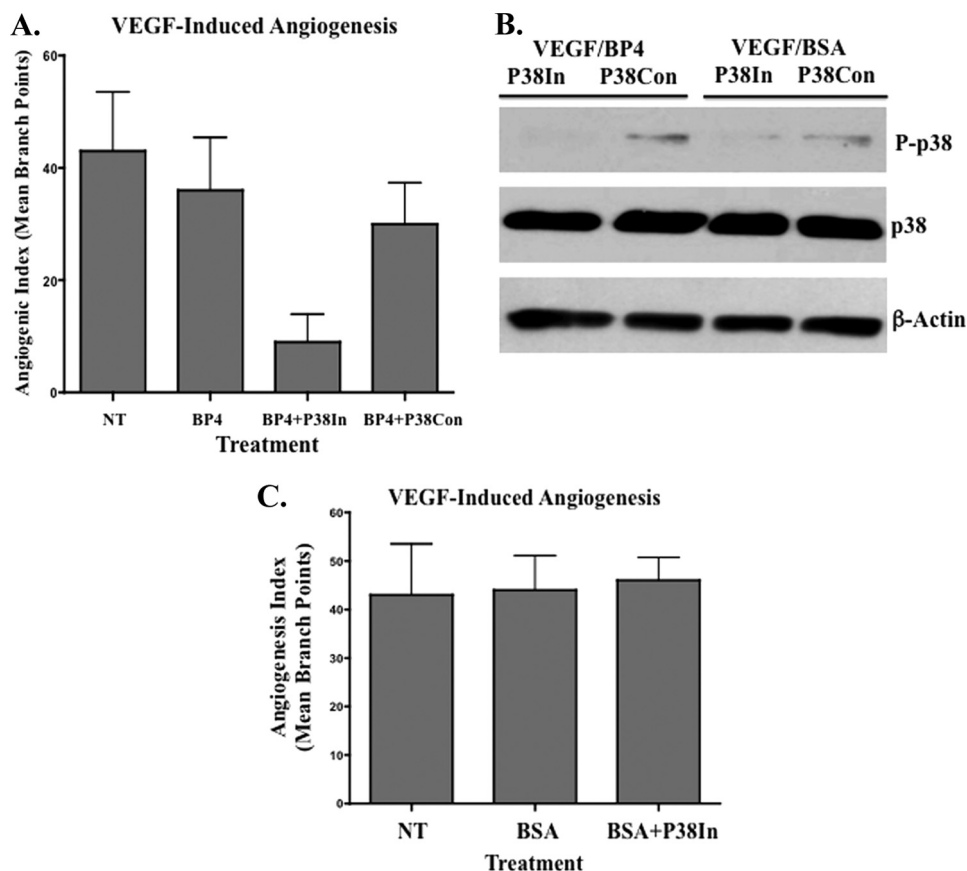 A.
VEGF-Induced Angiogenesis
Angiogenic Index (Mean Branch Points)
60
40
20
0
NT BP4 BP4+P38In BP4+P38Con
Treatment
B.
VEGF/BP4 VEGF/BSA
P38In P38Con P38In P38Con
P-p38
p38
β-Actin
C.
VEGF-Induced Angiogenesis
Angiogenesis Index
(Mean Branch Points)
60
50
40
30
20
10
0
NT BSA BSA+P38In
Treatment